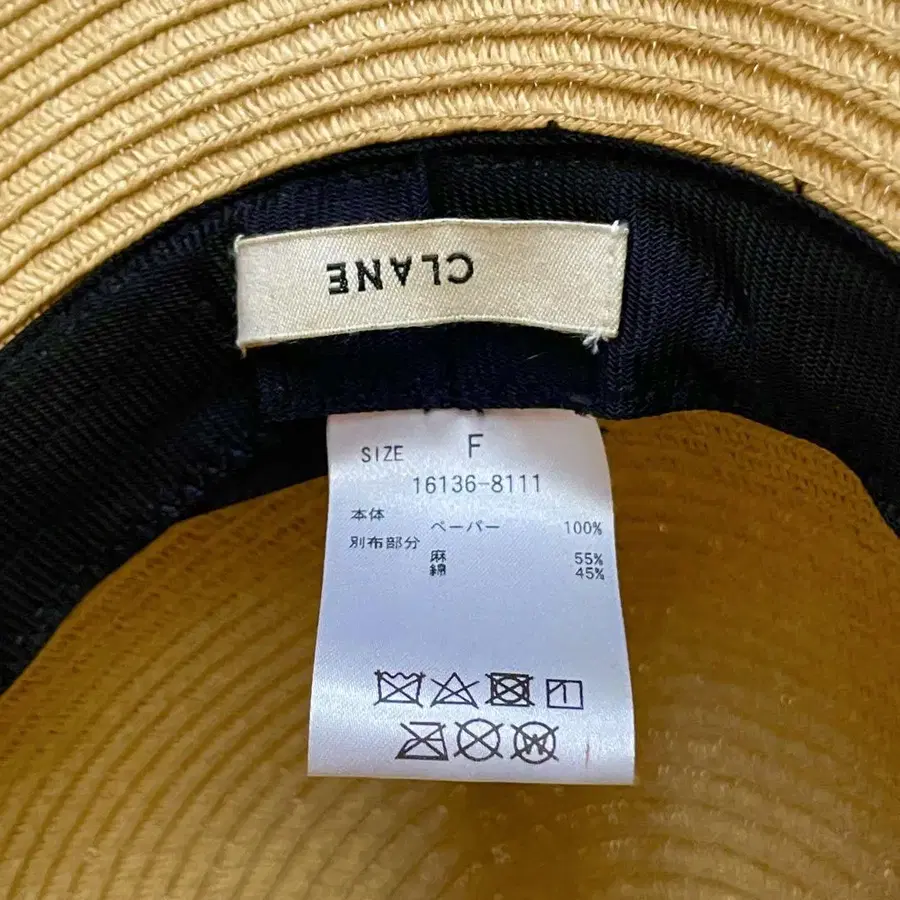 CLANE
SIZE F
16136-8111
本体 ペーパー 100%
別布部分 麻 55%
綿 45%
W